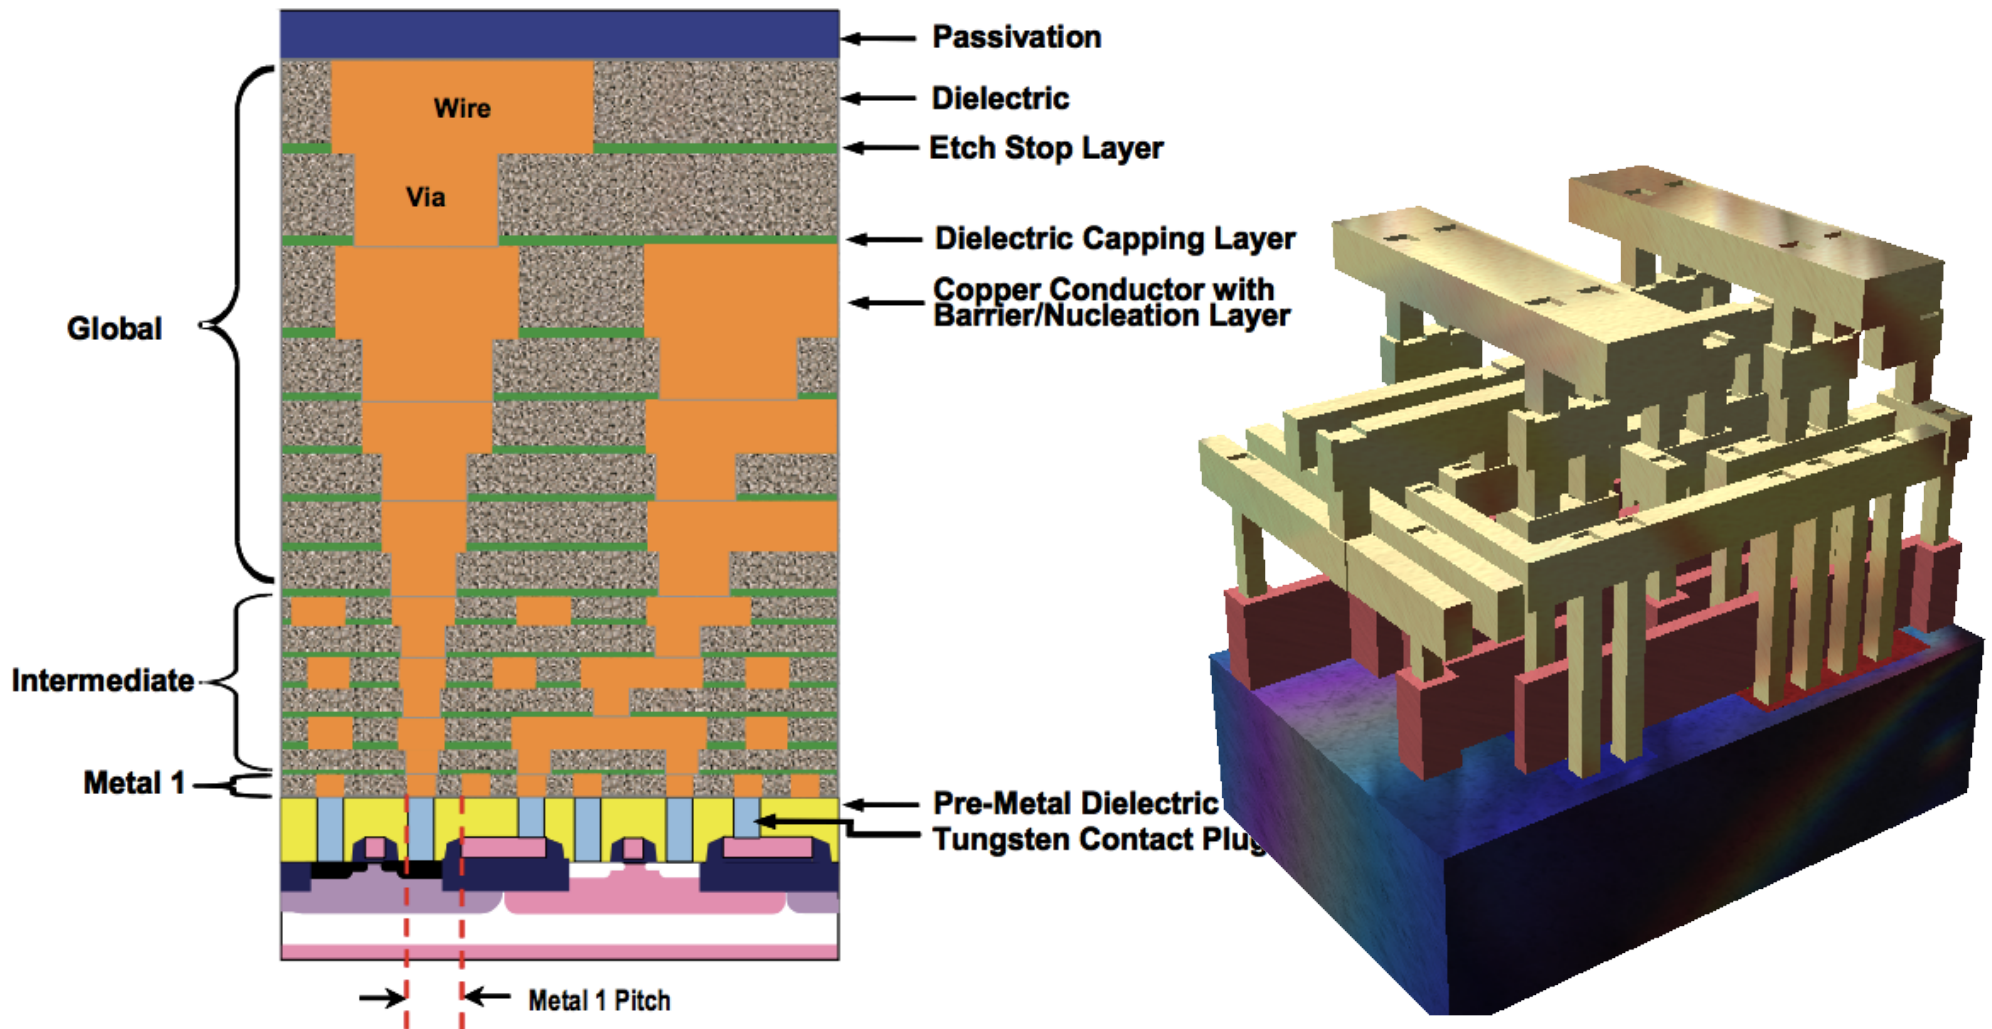 Passivation
Wire
Dielectric
Etch Stop Layer
Via
Dielectric Capping Layer
Copper Conductor with
Barrier/Nucleation Layer
Global
Intermediate
Metal 1
Pre-Metal Dielectric
Tungsten Contact Plug
Metal 1 Pitch